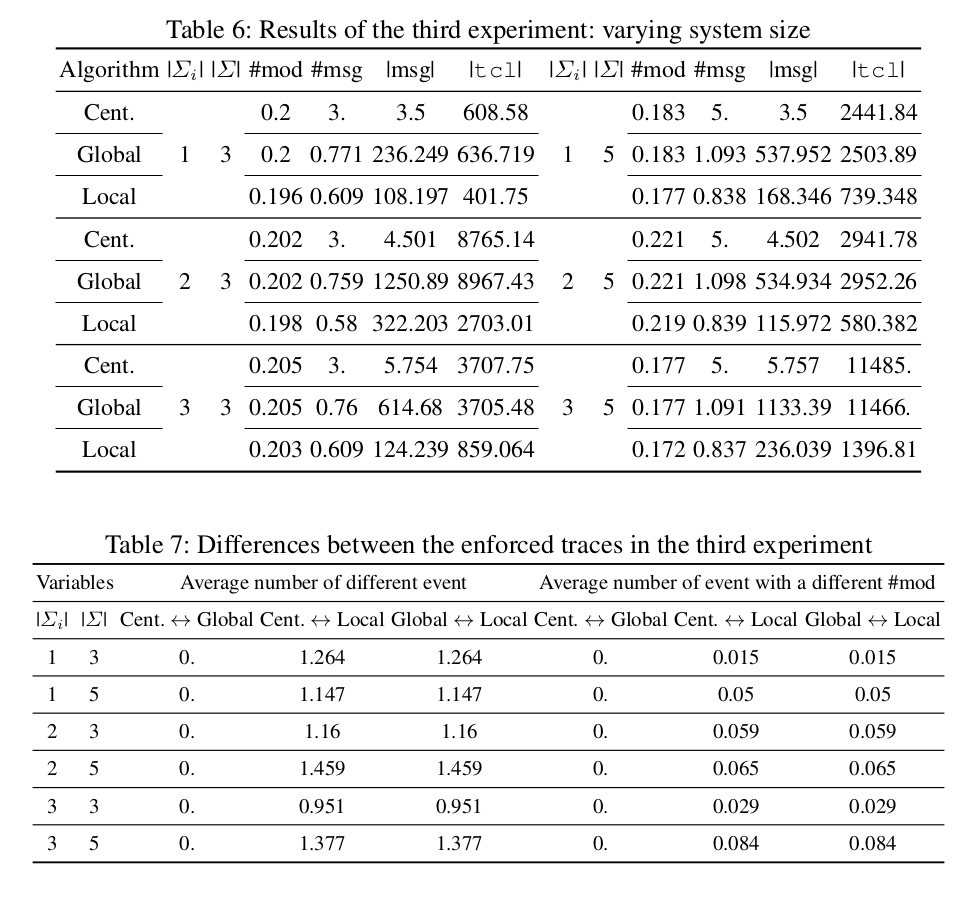 Table 6: Results of the third experiment: varying system size
Algorithm |Σi| |Σ| #mod #msg |msg| |tcl| |Σi| |Σ| #mod #msg |msg| |tcl|
Cent. 0.2 3. 3.5 608.58 0.183 5. 3.5 2441.84
Global 1 3 0.2 0.771 236.249 636.719 1 5 0.183 1.093 537.952 2503.89
Local 0.196 0.609 108.197 401.75 0.177 0.838 168.346 739.348
Cent. 0.202 3. 4.501 8765.14 0.221 5. 4.502 2941.78
Global 2 3 0.202 0.759 1250.89 8967.43 2 5 0.221 1.098 534.934 2952.26
Local 0.198 0.58 322.203 2703.01 0.219 0.839 115.972 580.382
Cent. 0.205 3. 5.754 3707.75 0.177 5. 5.757 11485.
Global 3 3 0.205 0.76 614.68 3705.48 3 5 0.177 1.091 1133.39 11466.
Local 0.203 0.609 124.239 859.064 0.172 0.837 236.039 1396.81
Table 7: Differences between the enforced traces in the third experiment
Variables Average number of different event Average number of event with a different #mod
|Σi| |Σ| Cent. ↔ Global Cent. ↔ Local Global ↔ Local Cent. ↔ Global Cent. ↔ Local Global ↔ Local
1 3 0. 1.264 1.264 0. 0.015 0.015
1 5 0. 1.147 1.147 0. 0.05 0.05
2 3 0. 1.16 1.16 0. 0.059 0.059
2 5 0. 1.459 1.459 0. 0.065 0.065
3 3 0. 0.951 0.951 0. 0.029 0.029
3 5 0. 1.377 1.377 0. 0.084 0.084